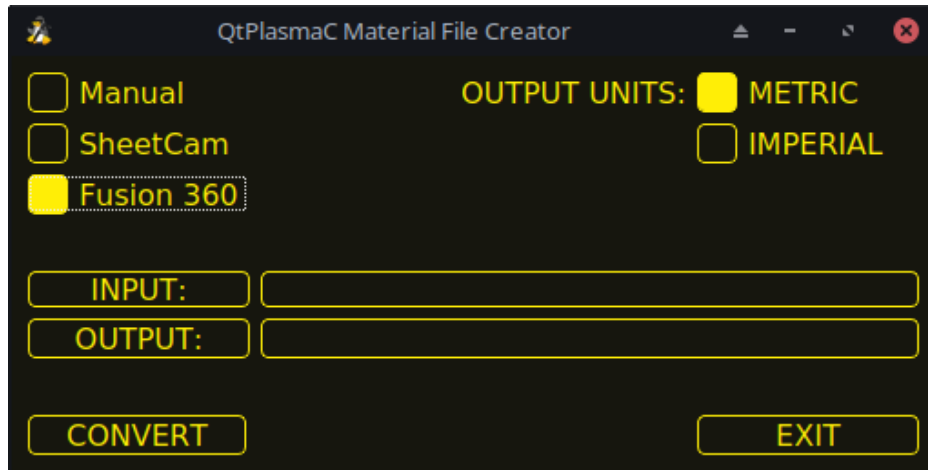 QtPlasmaC Material File Creator
Manual OUTPUT UNITS: METRIC
SheetCam IMPERIAL
Fusion 360
INPUT:
OUTPUT:
CONVERT EXIT